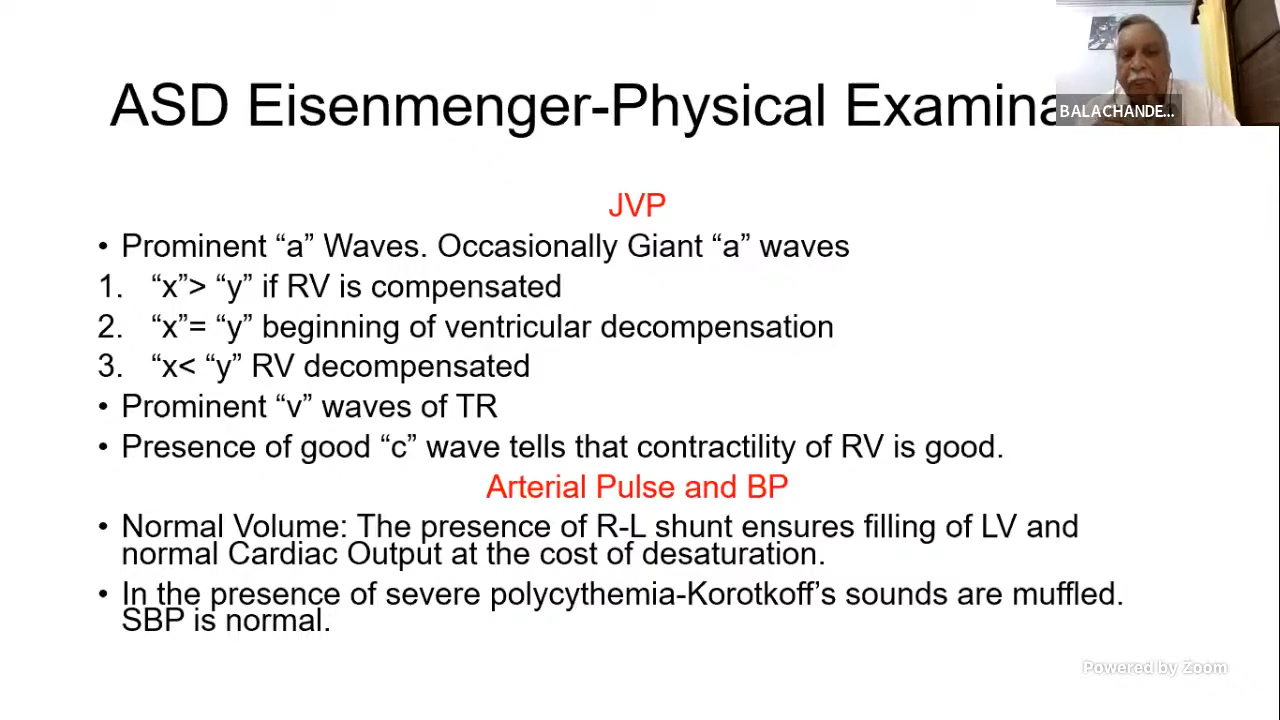 ASD Eisenmenger-Physical Examina
BALACHANDE...
JVP
• Prominent “a” Waves. Occasionally Giant “a” waves
1. “x”> “y” if RV is compensated
2. “x”= “y” beginning of ventricular decompensation
3. “x< “y” RV decompensated
• Prominent “v” waves of TR
• Presence of good “c” wave tells that contractility of RV is good.
Arterial Pulse and BP
• Normal Volume: The presence of R-L shunt ensures filling of LV and
normal Cardiac Output at the cost of desaturation.
• In the presence of severe polycythemia-Korotkoff’s sounds are muffled.
SBP is normal.
Powered by Zoom